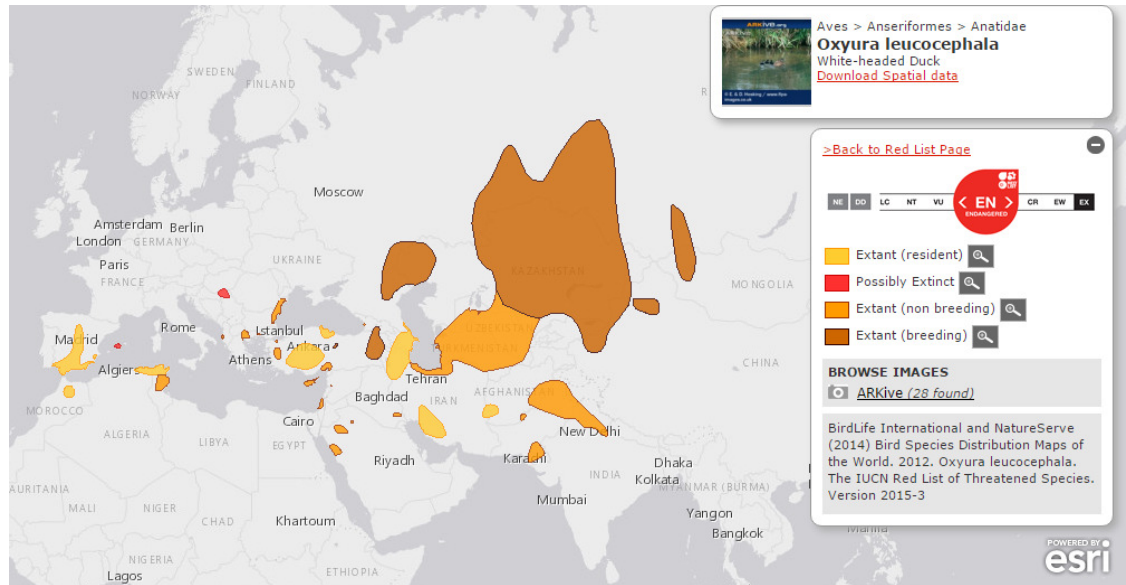 ARKive.org
Aves > Anseriformes > Anatidae
Oxyura leucocephala
White-headed Duck
Download Spatial data
>Back to Red List Page
NE DD LC NT VU < EN > CR EW EX
ENDANGERED
Extant (resident)
Possibly Extinct
Extant (non breeding)
Extant (breeding)
BROWSE IMAGES
ARKive (28 found)
BirdLife International and NatureServe
(2014) Bird Species Distribution Maps of
the World. 2012. Oxyura leucocephala.
The IUCN Red List of Threatened Species.
Version 2015-3
SWEDEN
FINLAND
NORWAY
Moscow
Amsterdam
Berlin
London
GERMANY
Paris
FRANCE
UKRAINE
KAZAKHSTAN
MONGOLIA
Rome
Istanbul
Madrid
Ankara
UZBEKISTAN
TURKMENISTAN
Athens
Algiers
Tehran
CHINA
Baghdad
IRAN
AFGHANISTAN
MOROCCO
Cairo
New Delhi
ALGERIA
LIBYA
EGYPT
Riyadh
Karachi
INDIA
Dhaka
Kolkata
MYANMAR (BURMA)
AURITANIA
MALI
NIGER
CHAD
Khartoum
Mumbai
Yangon
Bangkok
Manila
NIGERIA
Lagos
ETHIOPIA
POWERED BY
esri